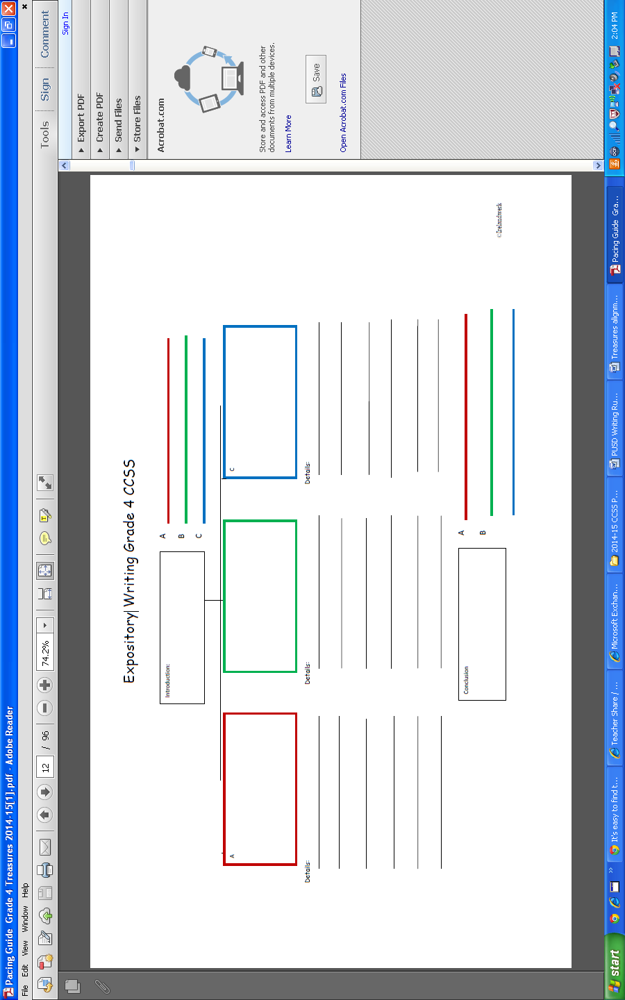 Pacing Guide  Grade 4 Treasures 2014-15[1].pdf - Adobe Reader
File Edit View Window Help
12 / 96 74.2% Tools Sign Comment
Sign In
Export PDF
Create PDF
Send Files
Store Files
Acrobat.com
Store and access PDF and other
documents from multiple devices.
Learn More
Save
Open Acrobat.com Files
Expository Writing Grade 4 CCSS
Introduction:
A
B
C
A
C
Details:
Details:
Details:
Conclusion
A
B
©Irelandwerk
start
It's easy to find t...
Teacher Share / ...
Microsoft Exchan...
2014-15 CCSS P...
PUSD Writing Ru...
Treasures alignm...
Pacing Guide  Gra...
2:04 PM